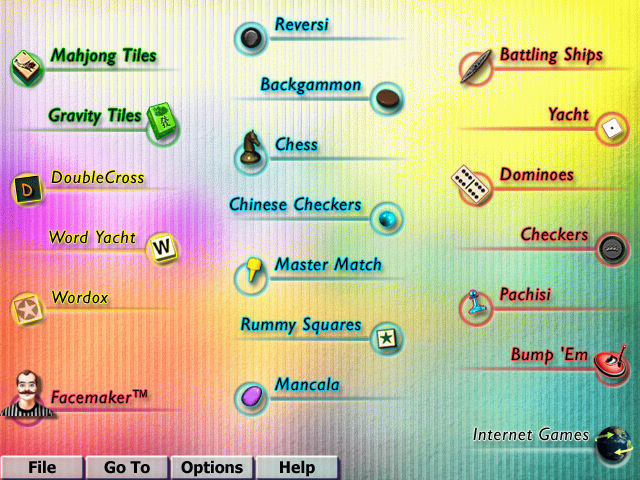 Mahjong Tiles
Gravity Tiles
DoubleCross
D
Word Yacht
W
Wordox
Facemaker™
Reversi
Backgammon
Chess
Chinese Checkers
Master Match
Rummy Squares
Mancala
Battling Ships
Yacht
Dominoes
Checkers
Pachisi
Bump 'Em
Internet Games
File
Go To
Options
Help